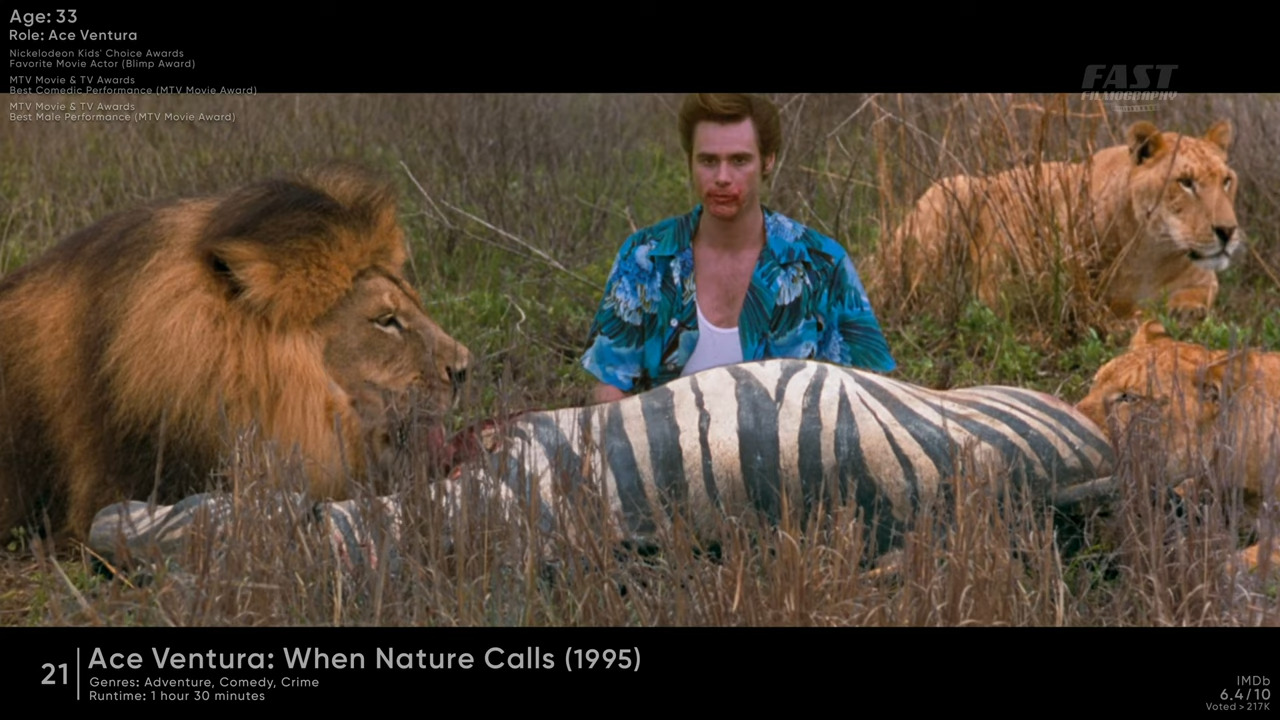 Age: 33
Role: Ace Ventura
Nickelodeon Kids' Choice Awards
Favorite Movie Actor (Blimp Award)
MTV Movie & TV Awards
Best Comedic Performance (MTV Movie Award)
MTV Movie & TV Awards
Best Male Performance (MTV Movie Award)
FAST
FILMOGRAPHY
21
Ace Ventura: When Nature Calls (1995)
Genres: Adventure, Comedy, Crime
Runtime: 1 hour 30 minutes
IMDb
6.4/10
Voted > 217K